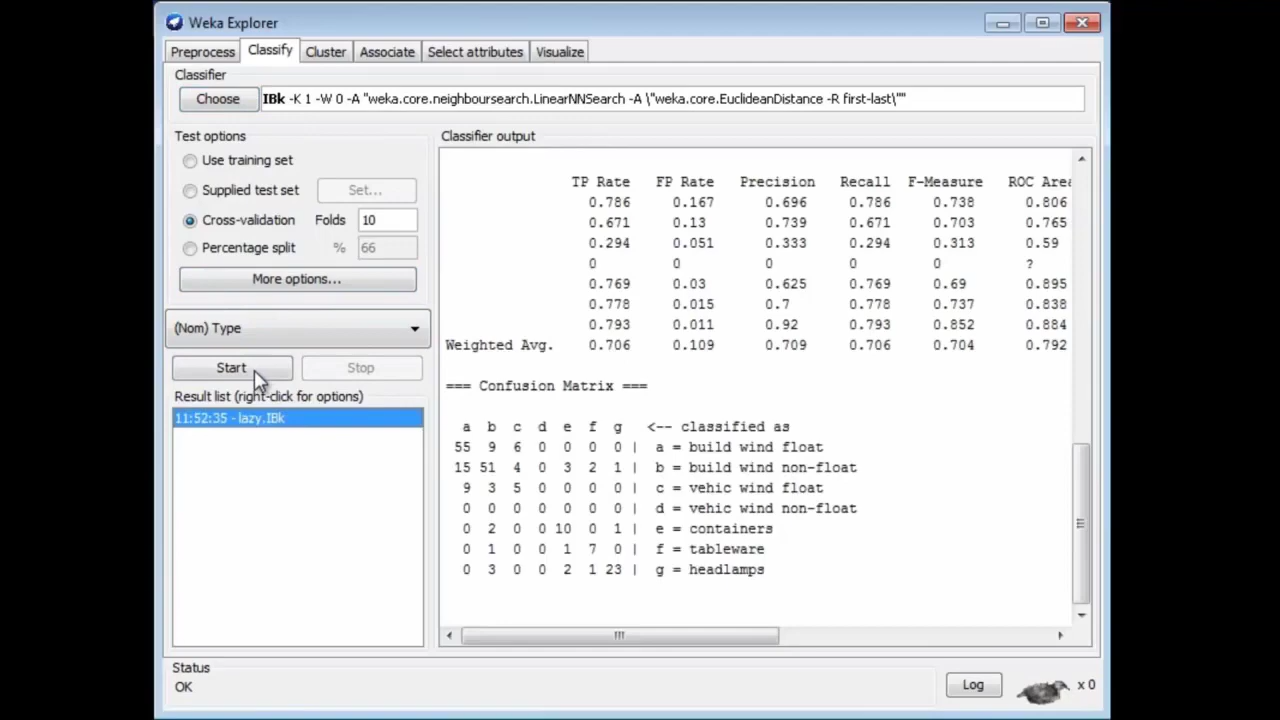 Weka Explorer
Preprocess Classify Cluster Associate Select attributes Visualize
Classifier
Choose IBk -K 1 -W 0 -A "weka.core.neighboursearch.LinearNNSearch -A \"weka.core.EuclideanDistance -R first-last\""
Test options
Use training set
Supplied test set Set...
Cross-validation Folds 10
Percentage split % 66
More options...
(Nom) Type
Start Stop
Result list (right-click for options)
11:52:35 - lazy.IBk
Classifier output
TP Rate FP Rate Precision Recall F-Measure ROC Area
0.786 0.167 0.696 0.786 0.738 0.806
0.671 0.13 0.739 0.671 0.703 0.765
0.294 0.051 0.333 0.294 0.313 0.59
0 0 0 0 0 ?
0.769 0.03 0.625 0.769 0.69 0.895
0.778 0.015 0.7 0.778 0.737 0.838
0.793 0.011 0.92 0.793 0.852 0.884
Weighted Avg. 0.706 0.109 0.709 0.706 0.704 0.792
=== Confusion Matrix ===
a b c d e f g <-- classified as
55 9 6 0 0 0 0 | a = build wind float
15 51 4 0 3 2 1 | b = build wind non-float
9 3 5 0 0 0 0 | c = vehic wind float
0 0 0 0 0 0 0 | d = vehic wind non-float
0 2 0 0 10 0 1 | e = containers
0 1 0 0 1 7 0 | f = tableware
0 3 0 0 2 1 23 | g = headlamps
Status
OK
Log x 0